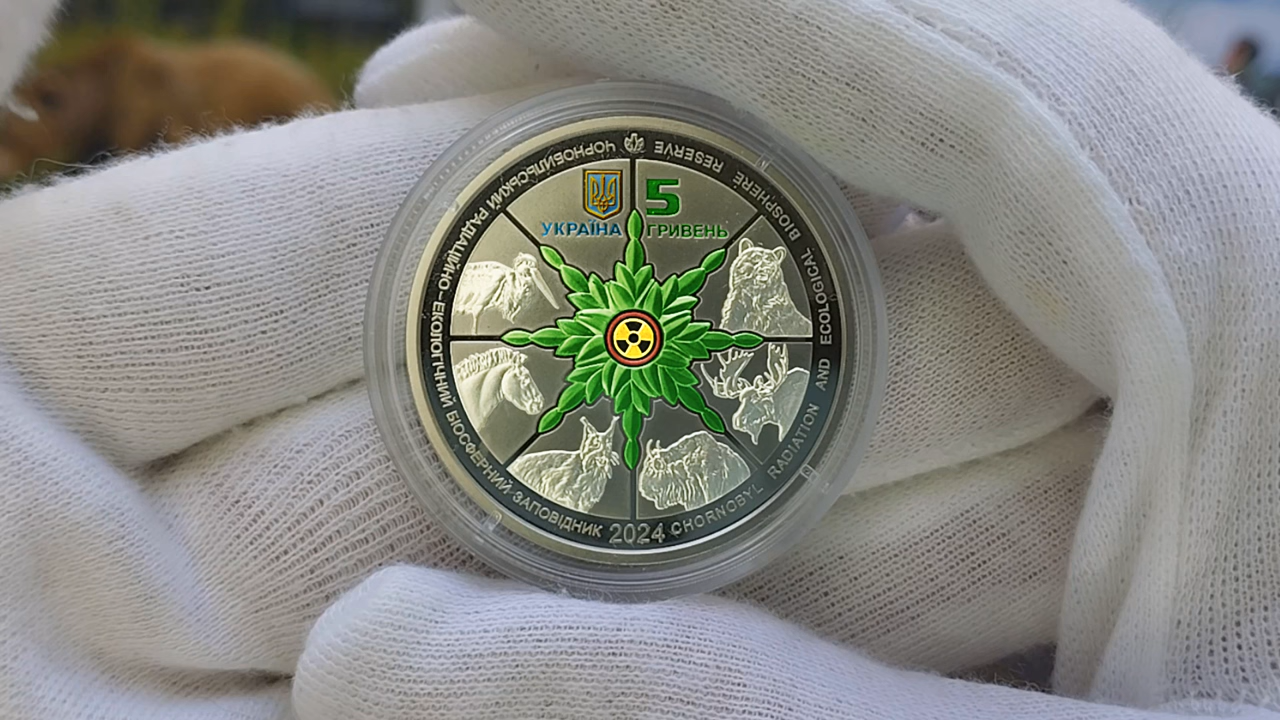 УКРАЇНА
5
ГРИВЕНЬ
ЧОРНОБИЛЬСЬКИЙ РАДІАЦІЙНО-ЕКОЛОГІЧНИЙ БІОСФЕРНИЙ ЗАПОВІДНИК
2024
CHORNOBYL RADIATION AND ECOLOGICAL BIOSPHERE RESERVE